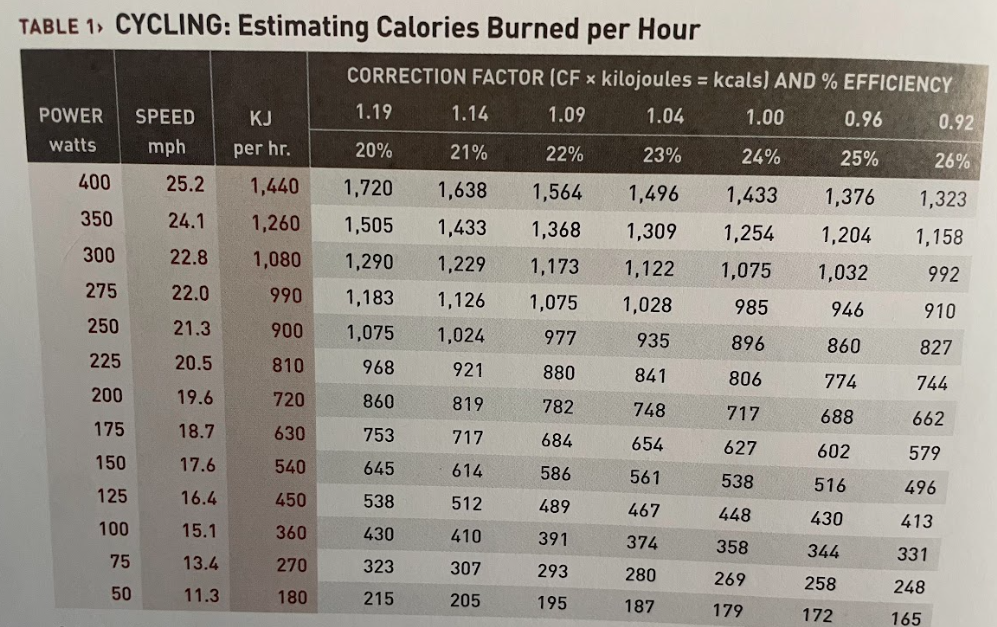 TABLE 1› CYCLING: Estimating Calories Burned per Hour
CORRECTION FACTOR (CF × kilojoules = kcals) AND % EFFICIENCY
POWER SPEED KJ 1.19 1.14 1.09 1.04 1.00 0.96 0.92
watts mph per hr. 20% 21% 22% 23% 24% 25% 26%
400 25.2 1,440 1,720 1,638 1,564 1,496 1,433 1,376 1,323
350 24.1 1,260 1,505 1,433 1,368 1,309 1,254 1,204 1,158
300 22.8 1,080 1,290 1,229 1,173 1,122 1,075 1,032 992
275 22.0 990 1,183 1,126 1,075 1,028 985 946 910
250 21.3 900 1,075 1,024 977 935 896 860 827
225 20.5 810 968 921 880 841 806 774 744
200 19.6 720 860 819 782 748 717 688 662
175 18.7 630 753 717 684 654 627 602 579
150 17.6 540 645 614 586 561 538 516 496
125 16.4 450 538 512 489 467 448 430 413
100 15.1 360 430 410 391 374 358 344 331
75 13.4 270 323 307 293 280 269 258 248
50 11.3 180 215 205 195 187 179 172 165